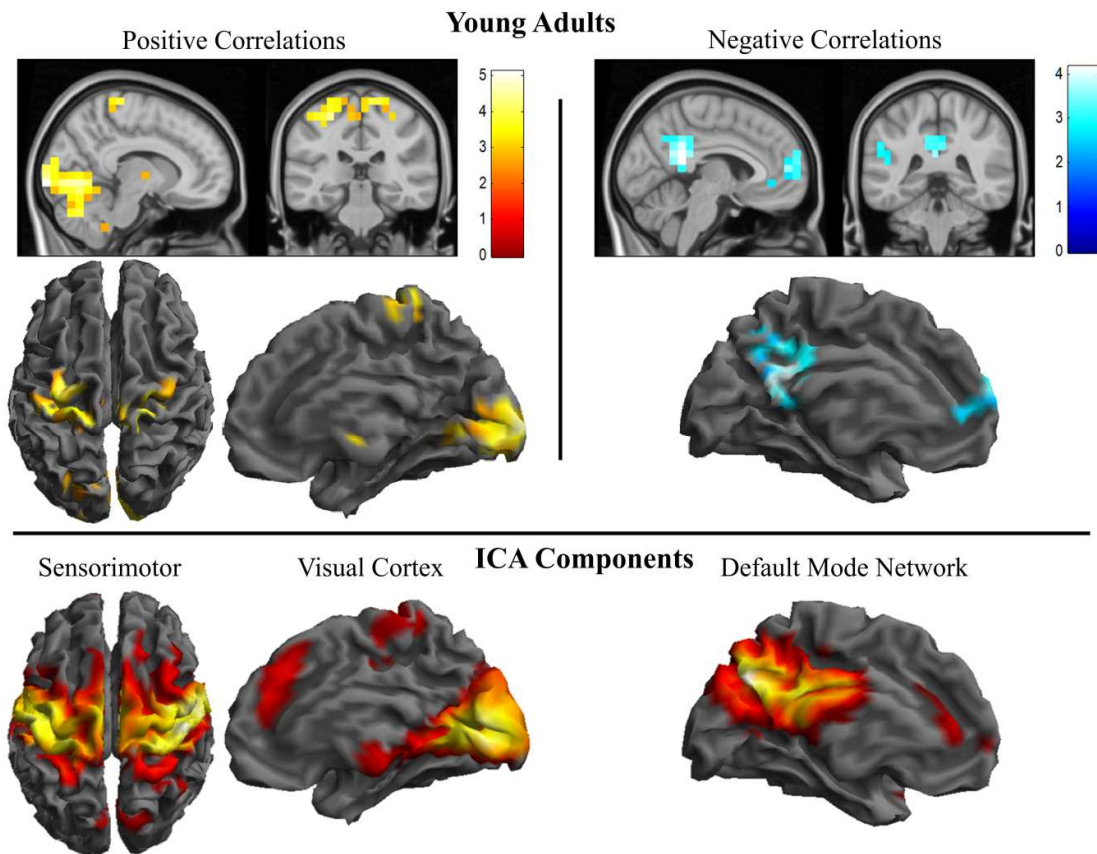 Young Adults
Positive Correlations
Negative Correlations
5
4
3
2
1
0
4
3
2
1
0
ICA Components
Sensorimotor
Visual Cortex
Default Mode Network